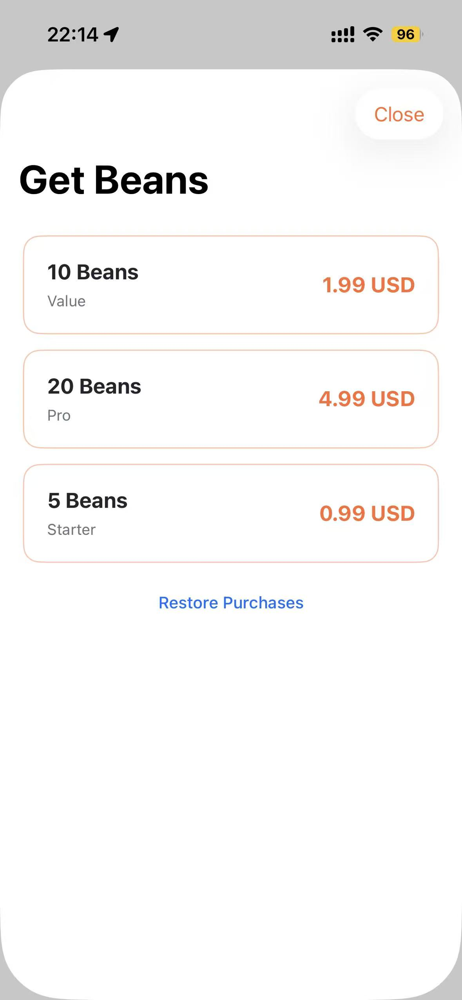 22:14
96
Close
Get Beans
10 Beans
Value
1.99 USD
20 Beans
Pro
4.99 USD
5 Beans
Starter
0.99 USD
Restore Purchases